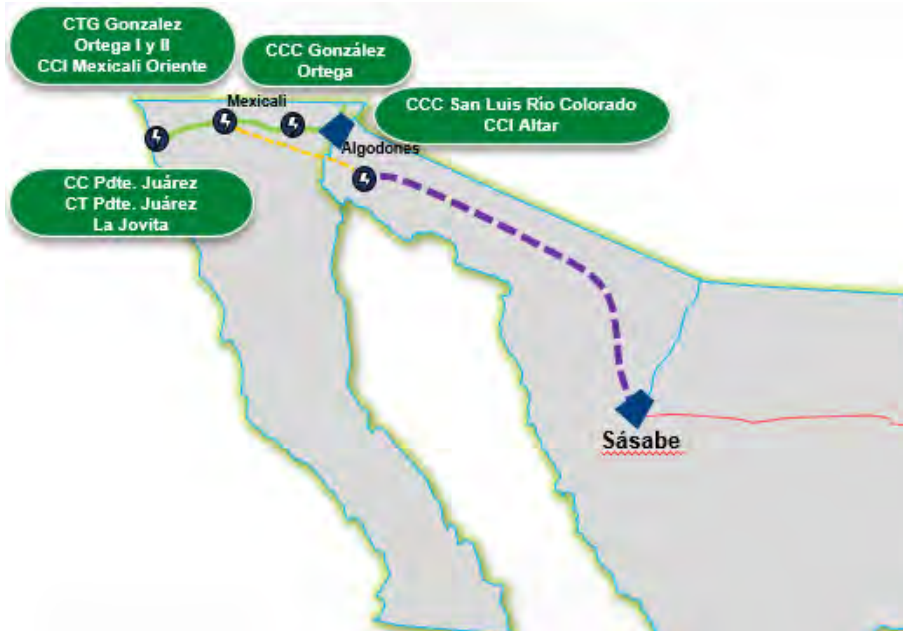 CTG Gonzalez
Ortega I y II
CCI Mexicali Oriente
CCC González
Ortega
Mexicali
CCC San Luis Río Colorado
CCI Altar
Algodones
CC Pdte. Juárez
CT Pdte. Juárez
La Jovita
Sásabe